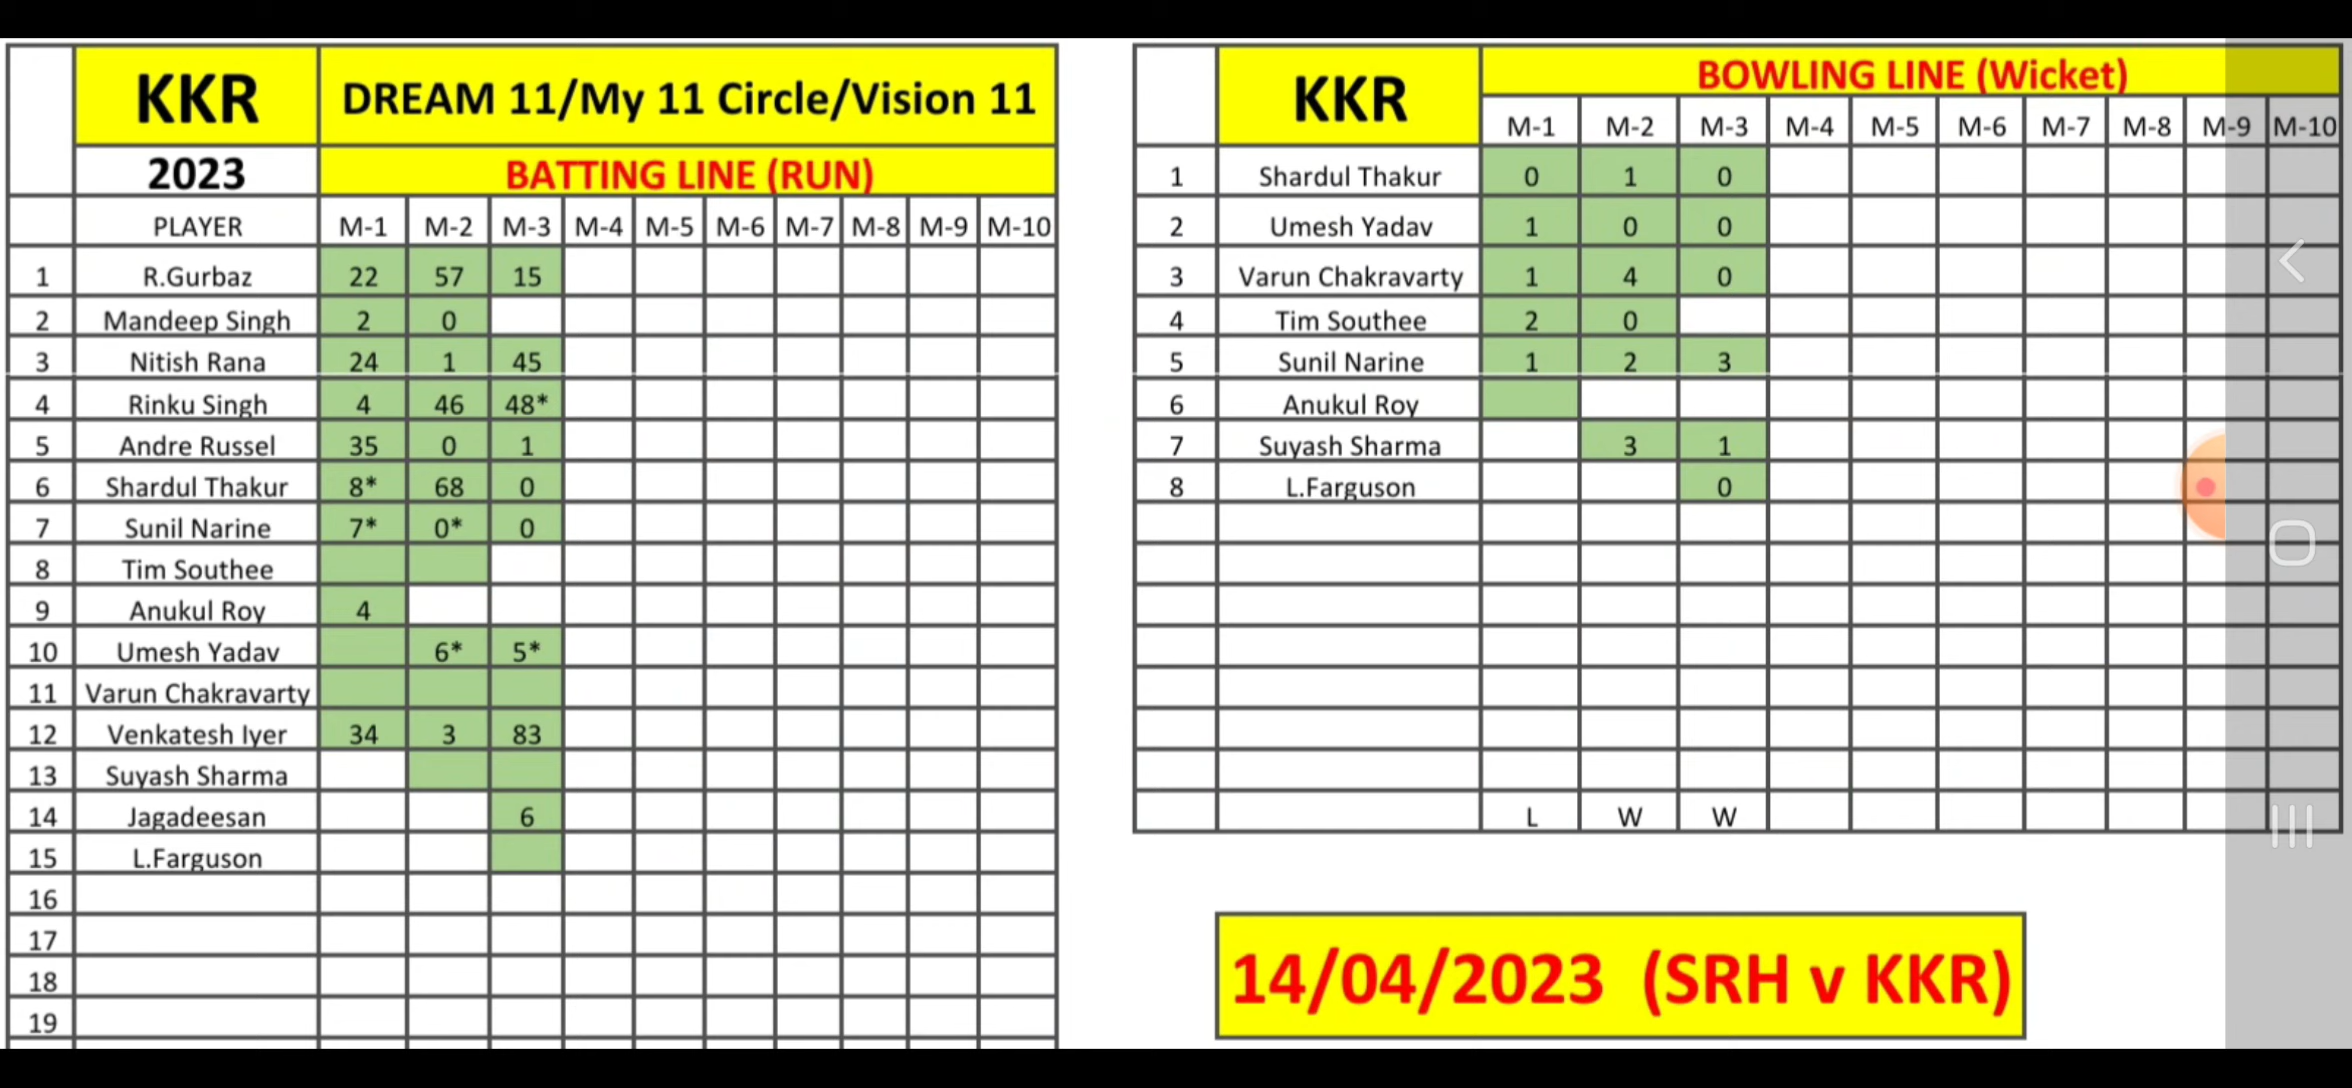 KKR DREAM 11/My 11 Circle/Vision 11
2023 BATTING LINE (RUN)
PLAYER M-1 M-2 M-3 M-4 M-5 M-6 M-7 M-8 M-9 M-10
1 R.Gurbaz 22 57 15
2 Mandeep Singh 2 0
3 Nitish Rana 24 1 45
4 Rinku Singh 4 46 48*
5 Andre Russel 35 0 1
6 Shardul Thakur 8* 68 0
7 Sunil Narine 7* 0* 0
8 Tim Southee
9 Anukul Roy 4
10 Umesh Yadav 6* 5*
11 Varun Chakravarty
12 Venkatesh Iyer 34 3 83
13 Suyash Sharma
14 Jagadeesan 6
15 L.Farguson
16
17
18
19
KKR BOWLING LINE (Wicket)
M-1 M-2 M-3 M-4 M-5 M-6 M-7 M-8 M-9 M-10
1 Shardul Thakur 0 1 0
2 Umesh Yadav 1 0 0
3 Varun Chakravarty 1 4 0
4 Tim Southee 2 0
5 Sunil Narine 1 2 3
6 Anukul Roy
7 Suyash Sharma 3 1
8 L.Farguson 0
L W W
14/04/2023 (SRH v KKR)